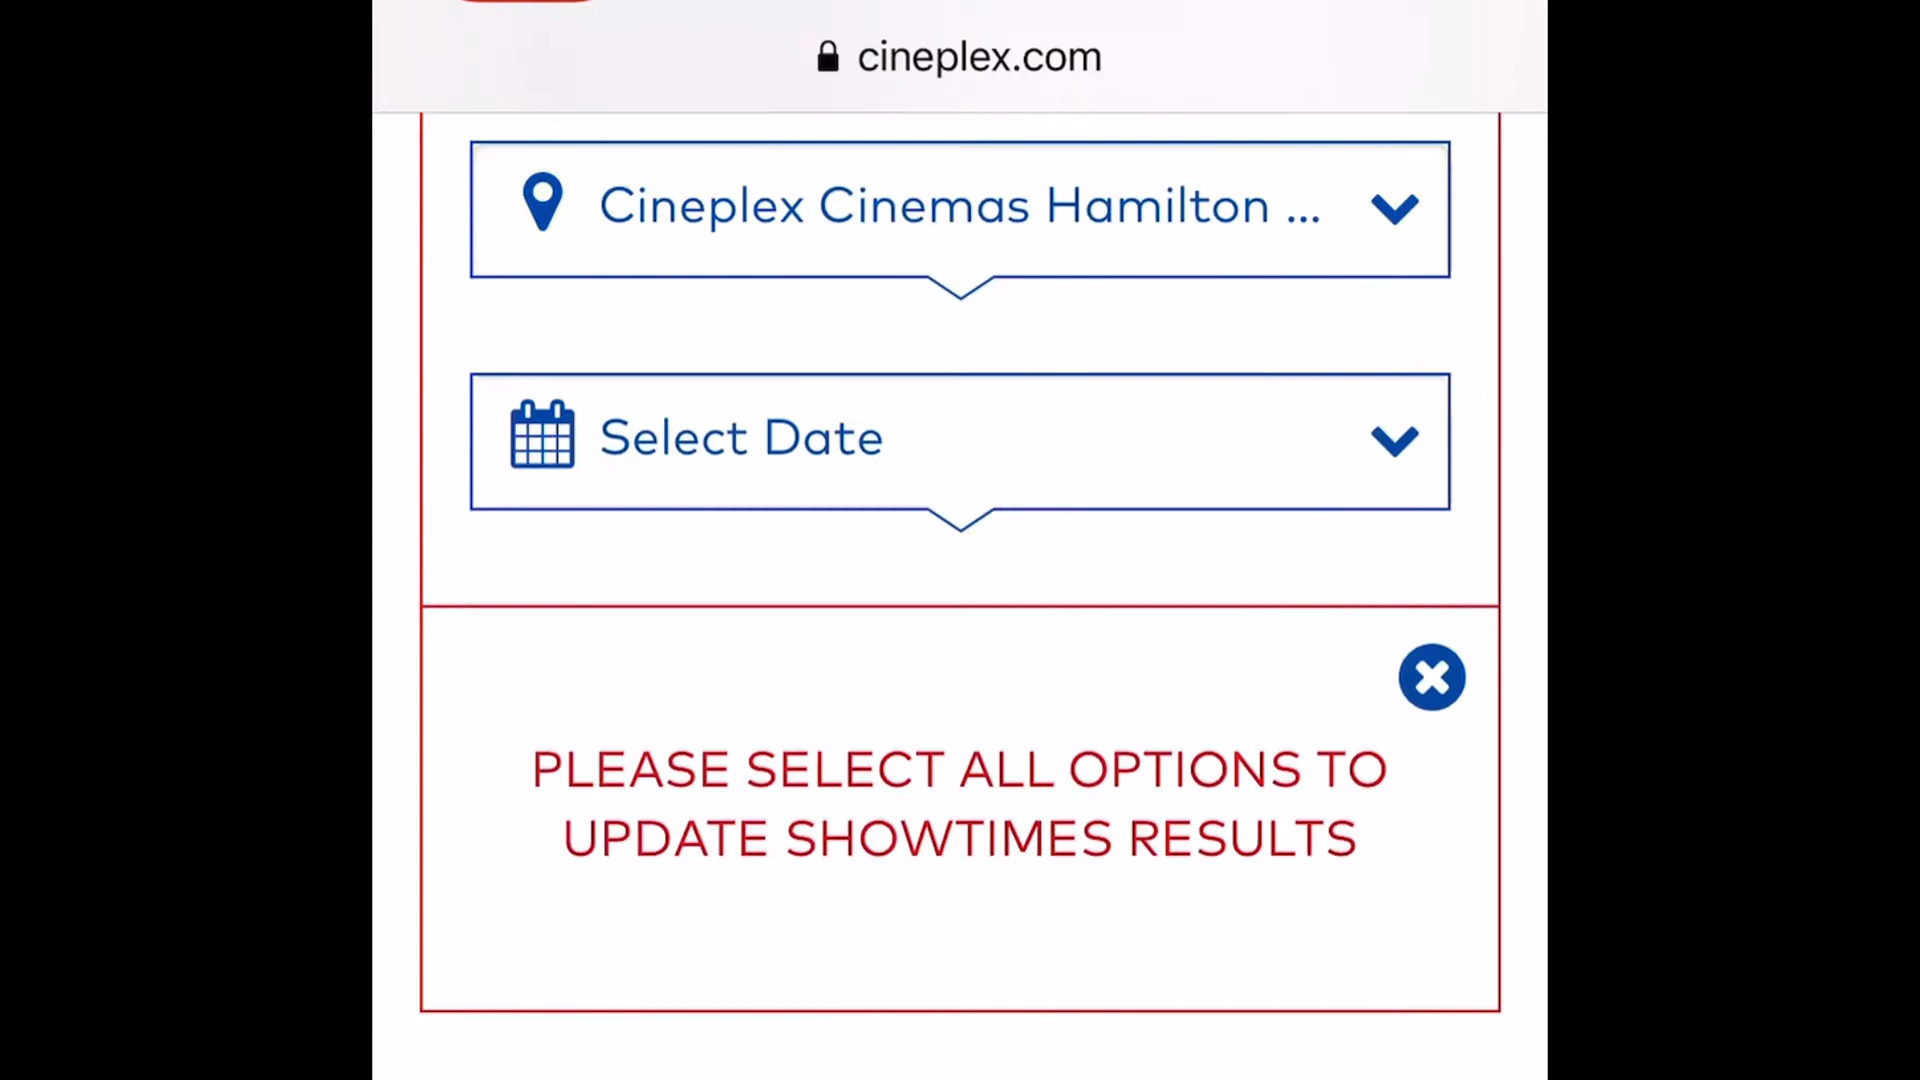 cineplex.com
Cineplex Cinemas Hamilton ...
Select Date
PLEASE SELECT ALL OPTIONS TO
UPDATE SHOWTIMES RESULTS